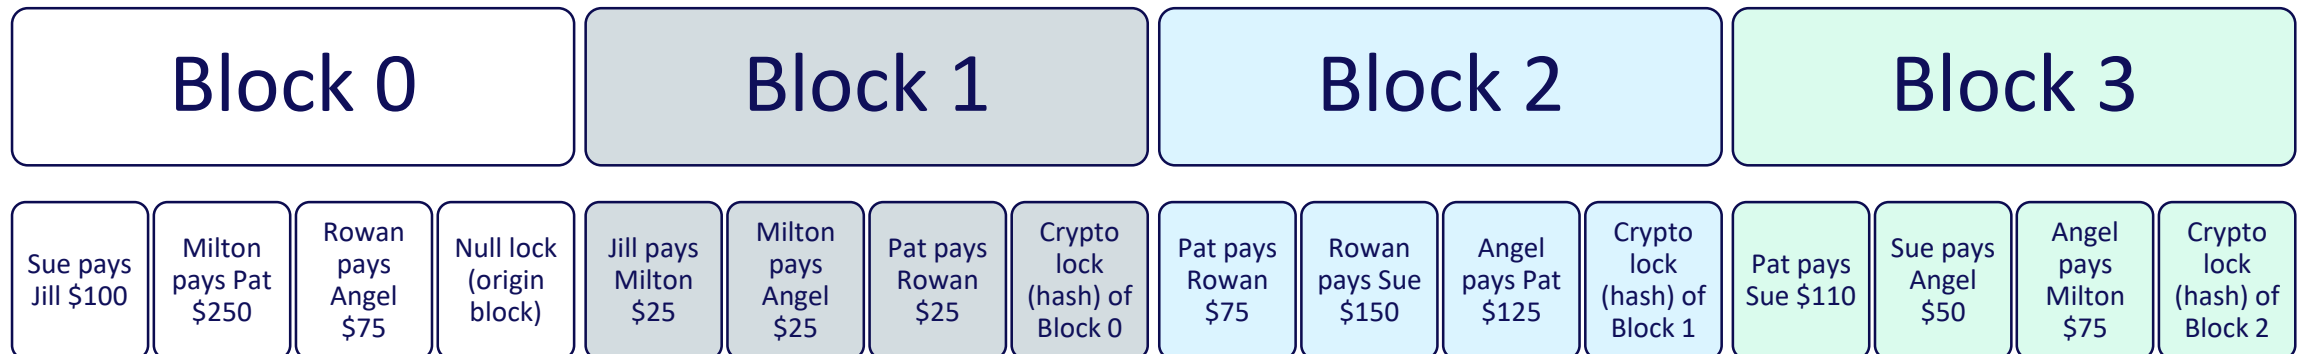 Block 0
Block 1
Block 2
Block 3
Sue pays
Jill $100
Milton
pays Pat
$250
Rowan
pays
Angel
$75
Null lock
(origin
block)
Jill pays
Milton
$25
Milton
pays
Angel
$25
Pat pays
Rowan
$25
Crypto
lock
(hash) of
Block 0
Pat pays
Rowan
$75
Rowan
pays Sue
$150
Angel
pays Pat
$125
Crypto
lock
(hash) of
Block 1
Pat pays
Sue $110
Sue pays
Angel
$50
Angel
pays
Milton
$75
Crypto
lock
(hash) of
Block 2